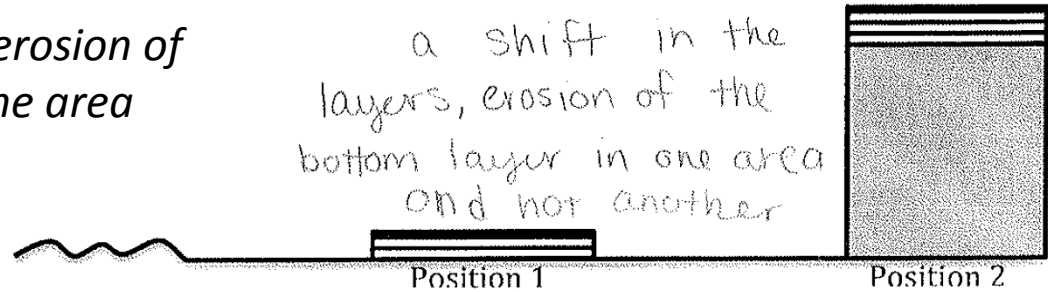 erosion of
ne area
a shift in the
layers, erosion of the
bottom layer in one area
and not another
Position 1
Position 2